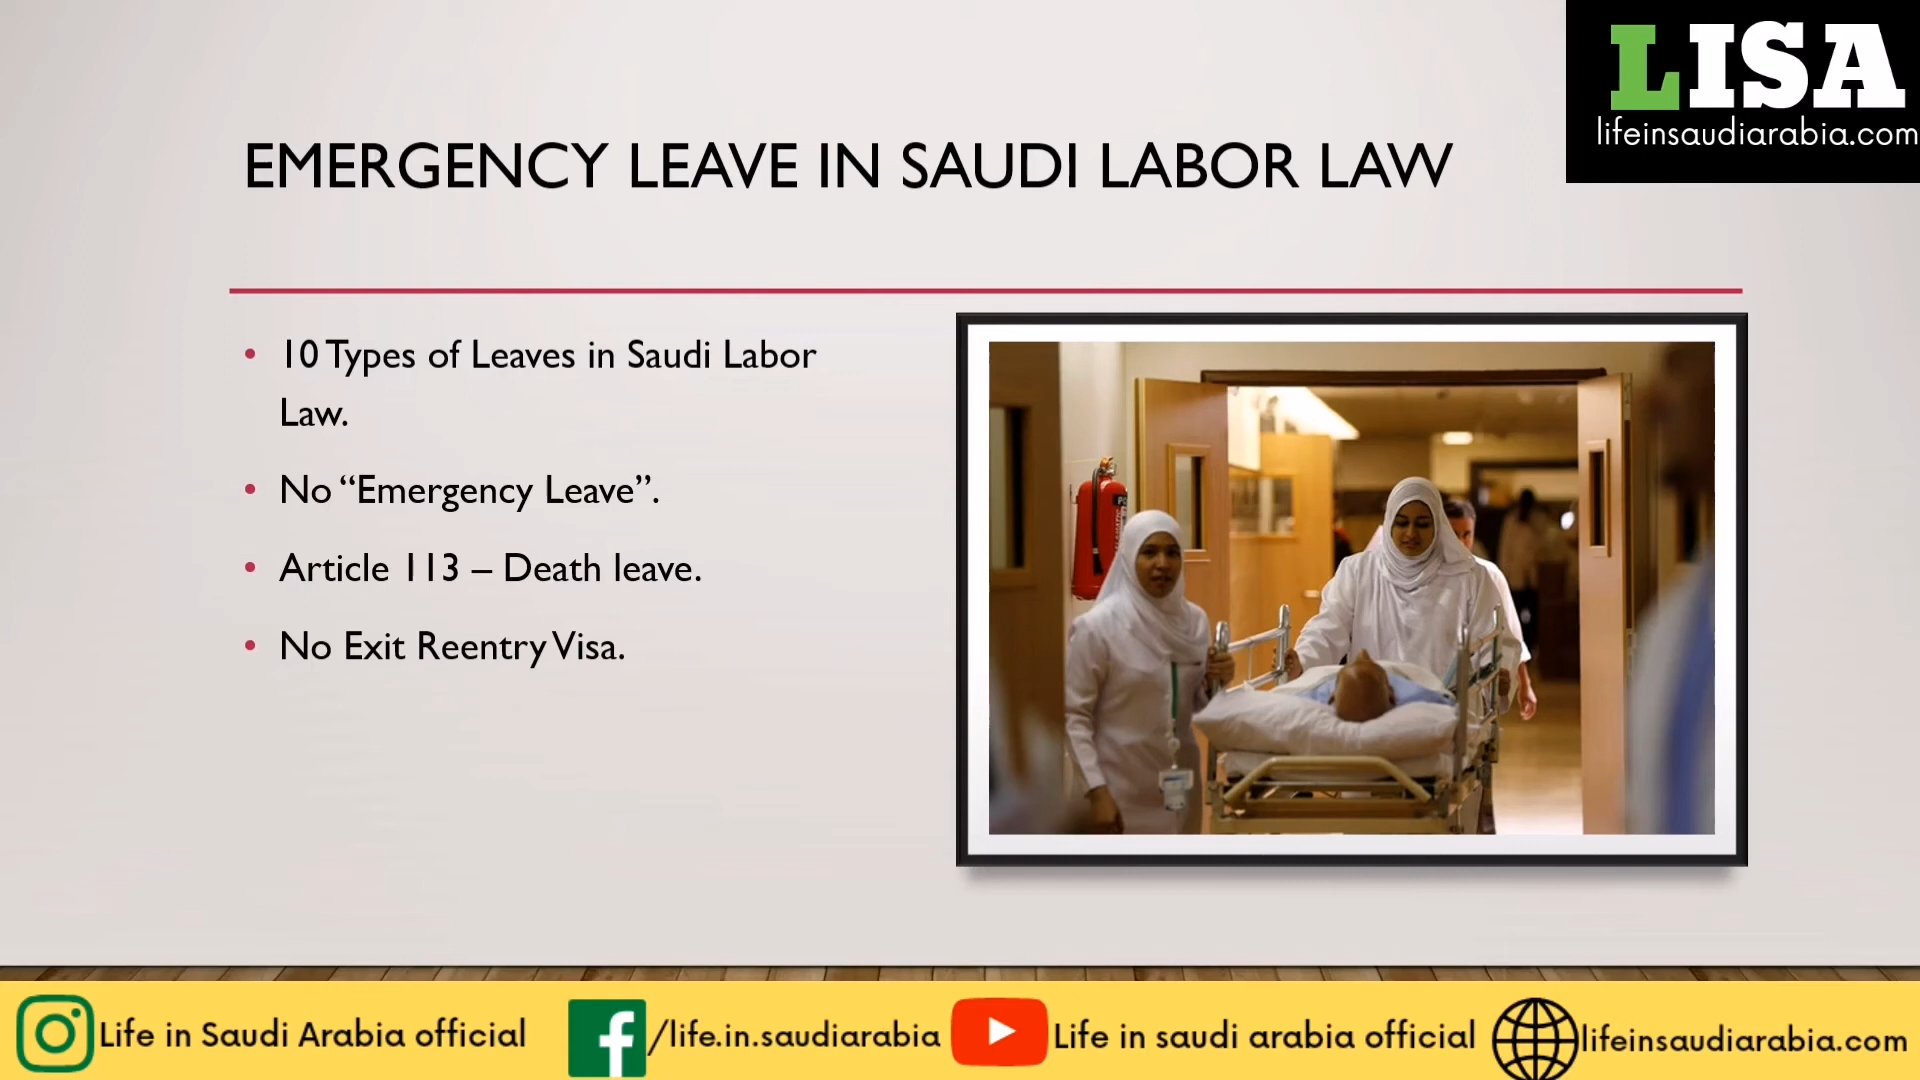 LISA
lifeinsaudiarabia.com
EMERGENCY LEAVE IN SAUDI LABOR LAW
• 10 Types of Leaves in Saudi Labor
Law.
• No “Emergency Leave”.
• Article 113 – Death leave.
• No Exit Reentry Visa.
Life in Saudi Arabia official
/life.in.saudiarabia
Life in saudi arabia official
lifeinsaudiarabia.com